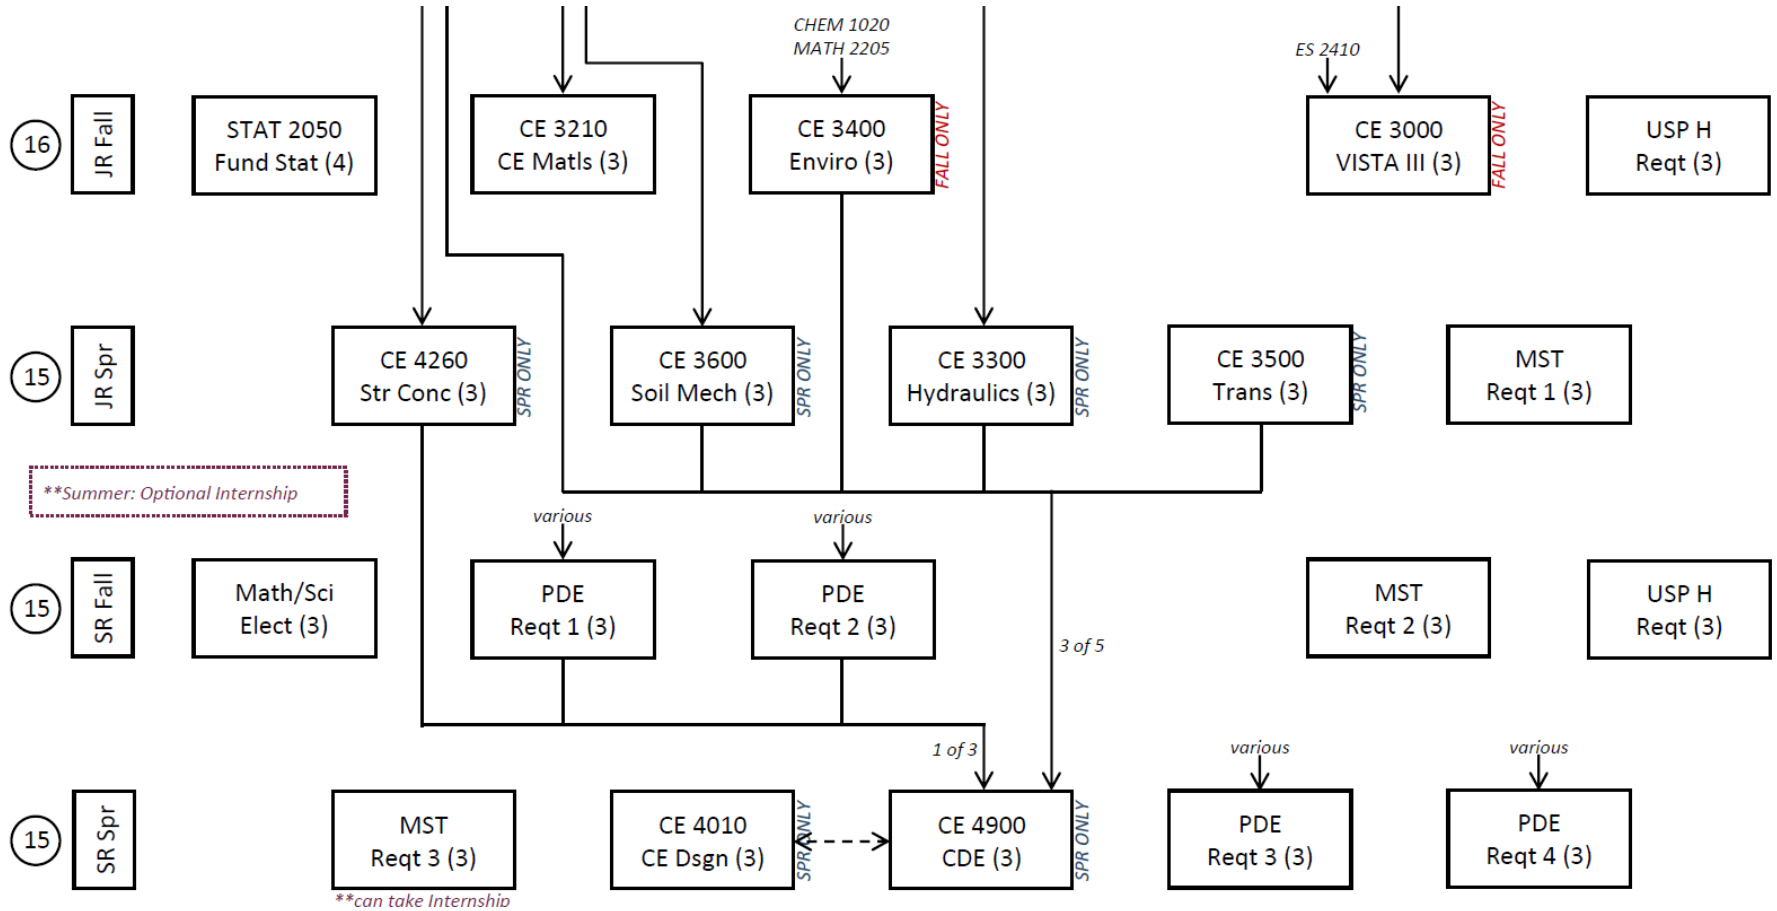 CHEM 1020
MATH 2205
ES 2410
16
JR Fall
STAT 2050
Fund Stat (4)
CE 3210
CE Matls (3)
CE 3400
Enviro (3)
FALL ONLY
CE 3000
VISTA III (3)
FALL ONLY
USP H
Reqt (3)
15
JR Spr
CE 4260
Str Conc (3)
SPR ONLY
CE 3600
Soil Mech (3)
SPR ONLY
CE 3300
Hydraulics (3)
SPR ONLY
CE 3500
Trans (3)
SPR ONLY
MST
Reqt 1 (3)
**Summer: Optional Internship
various
various
15
SR Fall
Math/Sci
Elect (3)
PDE
Reqt 1 (3)
PDE
Reqt 2 (3)
3 of 5
MST
Reqt 2 (3)
USP H
Reqt (3)
1 of 3
various
various
15
SR Spr
MST
Reqt 3 (3)
CE 4010
CE Dsgn (3)
SPR ONLY
CE 4900
CDE (3)
SPR ONLY
PDE
Reqt 3 (3)
PDE
Reqt 4 (3)
**can take Internship